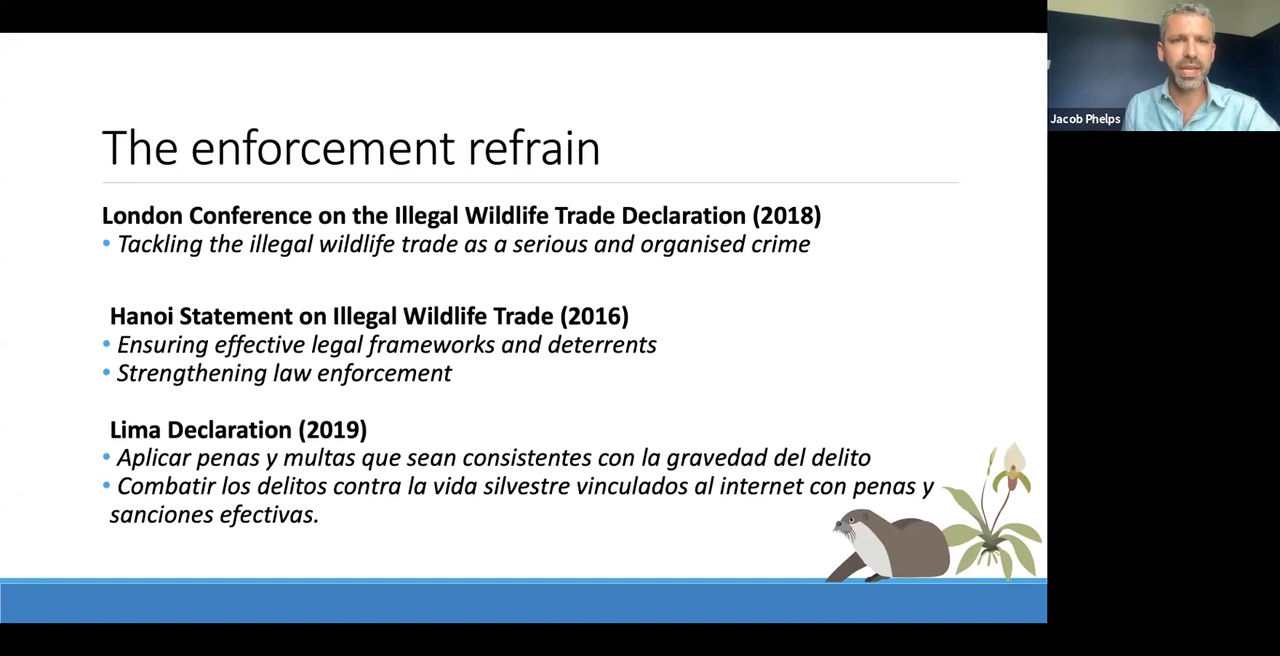 The enforcement refrain
London Conference on the Illegal Wildlife Trade Declaration (2018)
• Tackling the illegal wildlife trade as a serious and organised crime
Hanoi Statement on Illegal Wildlife Trade (2016)
• Ensuring effective legal frameworks and deterrents
• Strengthening law enforcement
Lima Declaration (2019)
• Aplicar penas y multas que sean consistentes con la gravedad del delito
• Combatir los delitos contra la vida silvestre vinculados al internet con penas y
sanciones efectivas.
Jacob Phelps